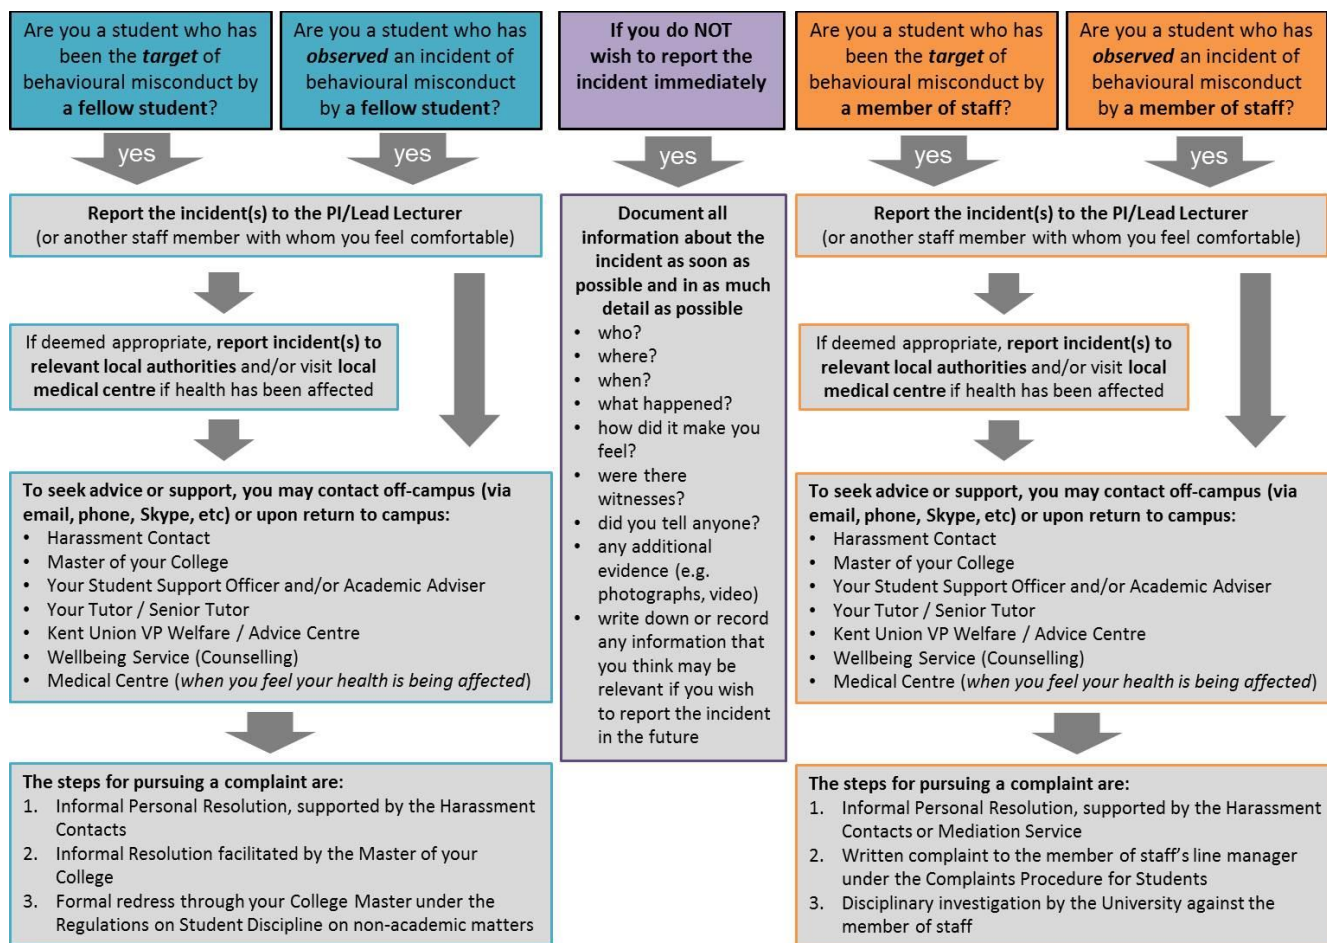 Are you a student who has
been the target of
behavioural misconduct by
a fellow student?
yes
Are you a student who has
observed an incident of
behavioural misconduct
by a fellow student?
yes
Report the incident(s) to the PI/Lead Lecturer
(or another staff member with whom you feel comfortable)
If deemed appropriate, report incident(s) to
relevant local authorities and/or visit local
medical centre if health has been affected
To seek advice or support, you may contact off-campus (via
email, phone, Skype, etc) or upon return to campus:
• Harassment Contact
• Master of your College
• Your Student Support Officer and/or Academic Adviser
• Your Tutor / Senior Tutor
• Kent Union VP Welfare / Advice Centre
• Wellbeing Service (Counselling)
• Medical Centre (when you feel your health is being affected)
The steps for pursuing a complaint are:
1. Informal Personal Resolution, supported by the Harassment
Contacts
2. Informal Resolution facilitated by the Master of your
College
3. Formal redress through your College Master under the
Regulations on Student Discipline on non-academic matters
If you do NOT
wish to report the
incident immediately
yes
Document all
information about the
incident as soon as
possible and in as much
detail as possible
• who?
• where?
• when?
• what happened?
• how did it make you
feel?
• were there
witnesses?
• did you tell anyone?
• any additional
evidence (e.g.
photographs, video)
• write down or record
any information that
you think may be
relevant if you wish
to report the incident
in the future
Are you a student who has
been the target of
behavioural misconduct by
a member of staff?
yes
Are you a student who has
observed an incident of
behavioural misconduct
by a member of staff?
yes
Report the incident(s) to the PI/Lead Lecturer
(or another staff member with whom you feel comfortable)
If deemed appropriate, report incident(s) to
relevant local authorities and/or visit local
medical centre if health has been affected
To seek advice or support, you may contact off-campus (via
email, phone, Skype, etc) or upon return to campus:
• Harassment Contact
• Master of your College
• Your Student Support Officer and/or Academic Adviser
• Your Tutor / Senior Tutor
• Kent Union VP Welfare / Advice Centre
• Wellbeing Service (Counselling)
• Medical Centre (when you feel your health is being affected)
The steps for pursuing a complaint are:
1. Informal Personal Resolution, supported by the Harassment
Contacts or Mediation Service
2. Written complaint to the member of staff's line manager
under the Complaints Procedure for Students
3. Disciplinary investigation by the University against the
member of staff